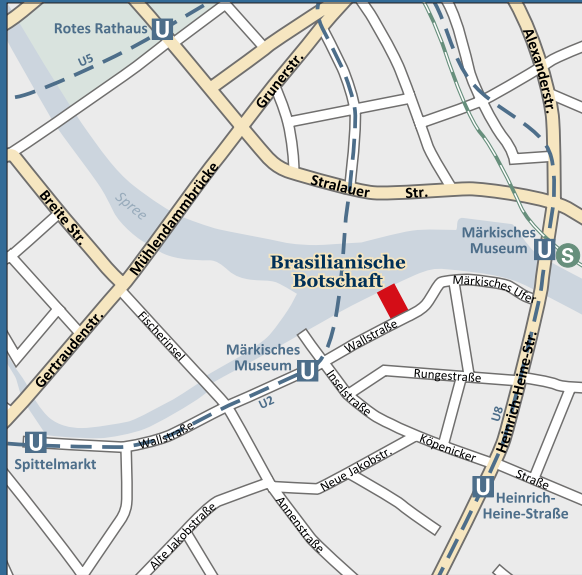 Rotes Rathaus
U
U5
Grunerstr.
Alexanderstr.
Stralauer Str.
Spree
Breite Str.
Mühlendammbrücke
Märkisches
Museum
U
S
Brasilianische
Botschaft
Märkisches Ufer
Gertraudenstr.
Fischerinsel
Wallstraße
Märkisches
Museum
U
Rungestraße
Inselstraße
U2
U8
Heinrich-Heine-Str.
U
Spittelmarkt
Wallstraße
Köpenicker
Straße
Neue Jakobstr.
U
Heinrich-
Heine-Straße
Annenstraße
Alte Jakobstraße